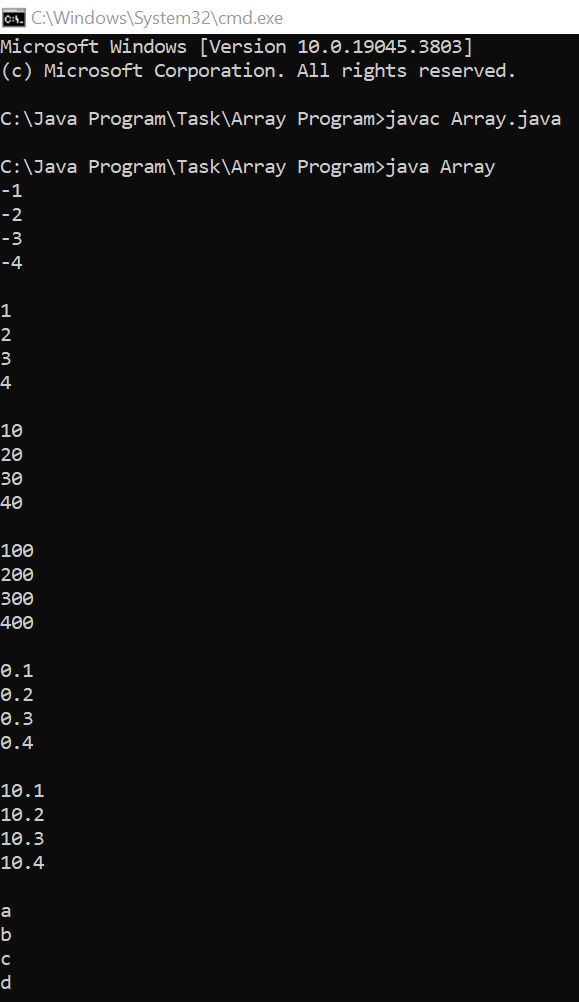 C:\Windows\System32\cmd.exe
Microsoft Windows [Version 10.0.19045.3803]
(c) Microsoft Corporation. All rights reserved.
C:\Java Program\Task\Array Program>javac Array.java
C:\Java Program\Task\Array Program>java Array
-1
-2
-3
-4
1
2
3
4
10
20
30
40
100
200
300
400
0.1
0.2
0.3
0.4
10.1
10.2
10.3
10.4
a
b
c
d